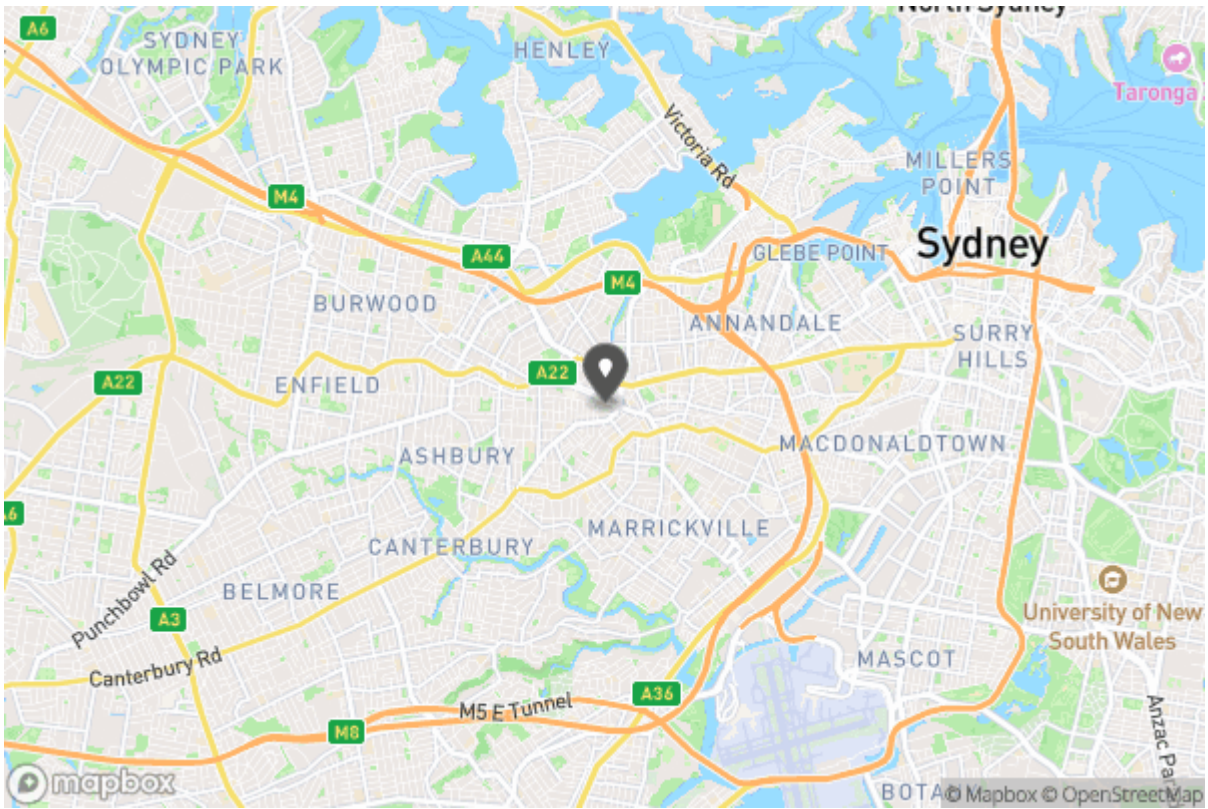 North Sydney
A6
SYDNEY
OLYMPIC PARK
HENLEY
Taronga
Victoria Rd
MILLERS
POINT
M4
Sydney
A44
GLEBE POINT
M4
BURWOOD
ANNANDALE
SURRY
HILLS
A22
A22
ENFIELD
MACDONALDTOWN
ASHBURY
A6
MARRICKVILLE
CANTERBURY
Punchbowl Rd
BELMORE
University of New
South Wales
A3
Canterbury Rd
MASCOT
A36
M5 E Tunnel
Anzac Par
M8
mapbox
BOTA
© Mapbox © OpenStreetMap